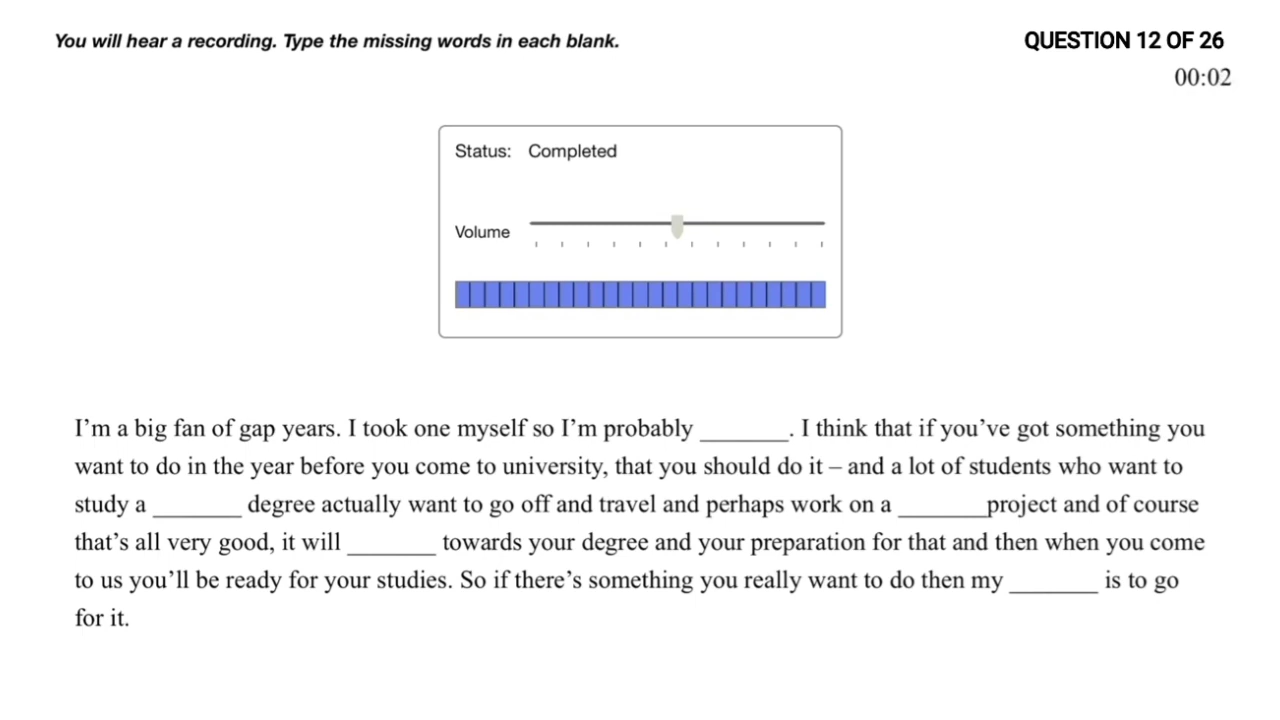 You will hear a recording. Type the missing words in each blank.
QUESTION 12 OF 26
00:02
Status: Completed
Volume
I'm a big fan of gap years. I took one myself so I'm probably _______. I think that if you've got something you
want to do in the year before you come to university, that you should do it – and a lot of students who want to
study a _______ degree actually want to go off and travel and perhaps work on a _______project and of course
that's all very good, it will _______ towards your degree and your preparation for that and then when you come
to us you'll be ready for your studies. So if there's something you really want to do then my _______ is to go
for it.